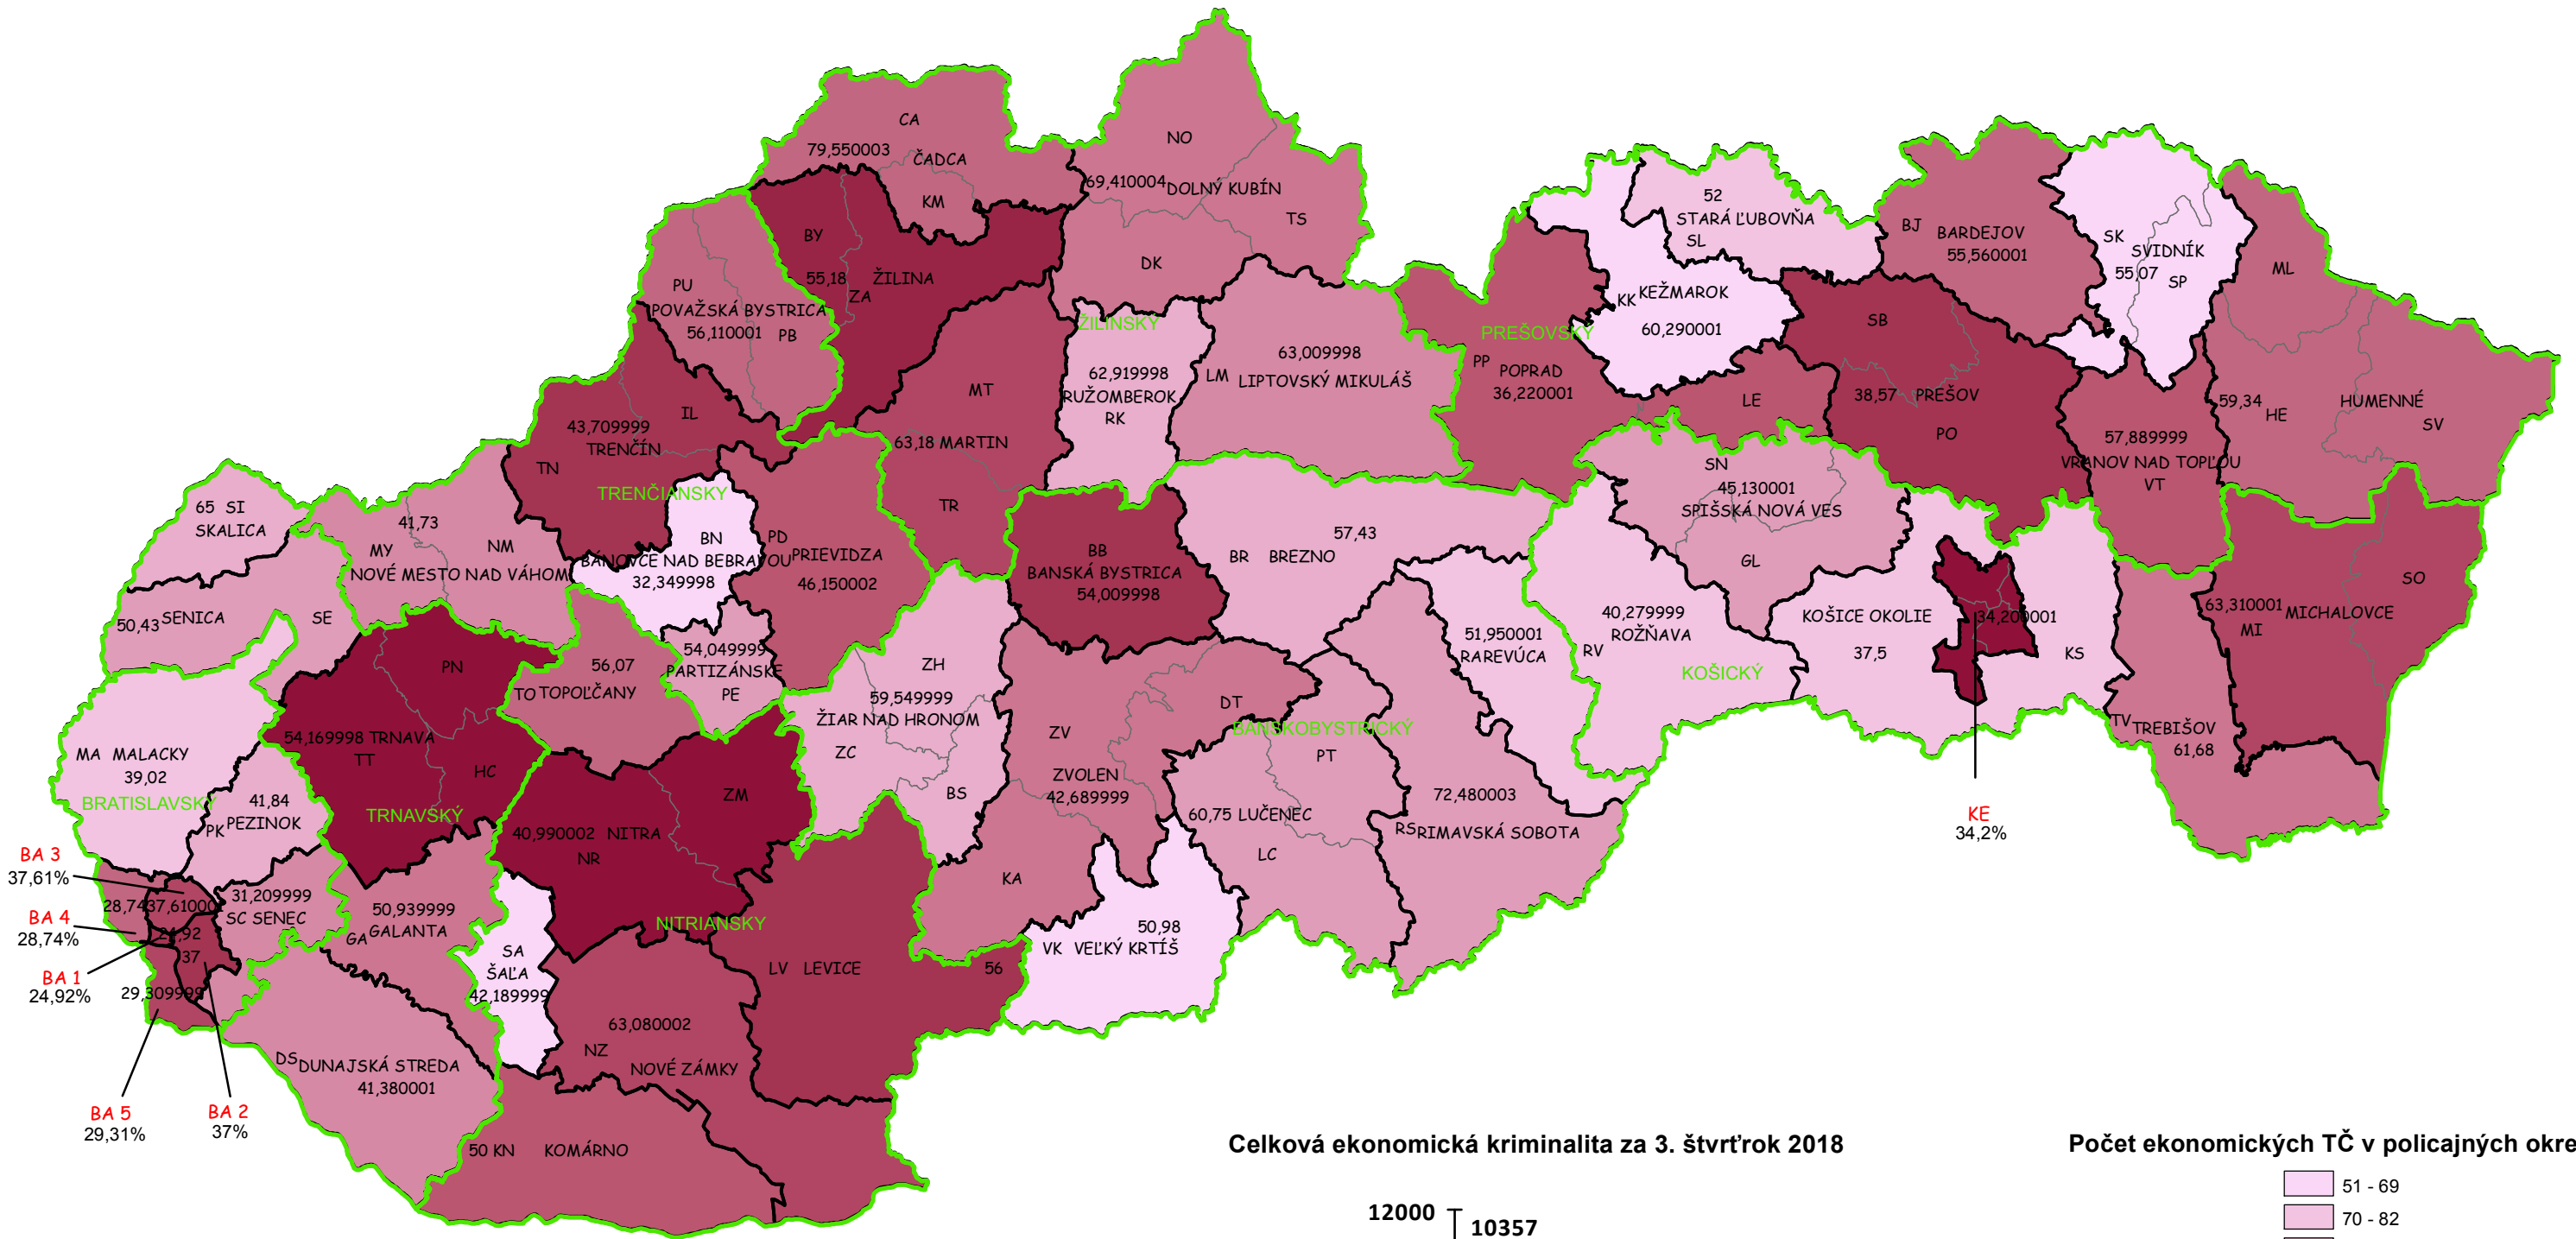 CA
79,550003
ČADCA
KM
NO
69,410004 DOLNÝ KUBÍN
TS
DK
BY
55,18 ŽILINA
ZA
PU
POVAŽSKÁ BYSTRICA
56,110001
PB
ŽILINSKÝ
MT
63,18 MARTIN
TR
62,919998
RUŽOMBEROK
RK
63,009998
LM LIPTOVSKÝ MIKULÁŠ
PREŠOVSKÝ
PP POPRAD
36,220001
LE
52
STARÁ ĽUBOVŇA
SL
KK KEŽMAROK
60,290001
BJ BARDEJOV
55,560001
SK SVIDNÍK
55,07 SP
ML
SB
38,57 PREŠOV
PO
59,34 HUMENNÉ
HE SV
57,889999
VRANOV NAD TOPĽOU
VT
IL
43,709999
TRENČÍN
TN
TRENČIANSKY
BN
BÁNOVCE NAD BEBRAVOU
32,349998
PD PRIEVIDZA
46,150002
65 SI
SKALICA
41,73
MY NM
NOVÉ MESTO NAD VÁHOM
50,43 SENICA
SE
BB
BANSKÁ BYSTRICA
54,009998
57,43
BR BREZNO
SN
45,130001
SPIŠSKÁ NOVÁ VES
GL
SO
63,310001 MICHALOVCE
MI
40,279999
ROŽŇAVA
RV
KOŠICKÝ
KOŠICE OKOLIE
37,5
34,200001
KS
51,950001
RAREVÚCA
54,049999
PARTIZÁNSKE
PE
56,07
TO TOPOĽČANY
PN
54,169998 TRNAVA
TT
HC
TRNAVSKÝ
MA MALACKY
39,02
BRATISLAVSKÝ
41,84
PK PEZINOK
ZH
59,549999
ŽIAR NAD HRONOM
ZC
BS
DT
ZV
ZVOLEN
42,689999
KA
BANSKOBYSTRICKÝ
PT
60,75 LUČENEC
LC
72,480003
RS RIMAVSKÁ SOBOTA
TV TREBIŠOV
61,68
KE
34,2%
ZM
40,990002 NITRA
NR
NITRIANSKY
BA 3
37,61%
BA 4
28,74%
BA 1
24,92%
BA 5
29,31%
BA 2
37%
24,92
37
31,209999
SC SENEC
50,939999
GA GALANTA
SA
ŠAĽA
42,189999
LV LEVICE
56
50,98
VK VEĽKÝ KRTÍŠ
63,080002
NZ
NOVÉ ZÁMKY
DS DUNAJSKÁ STREDA
41,380001
50 KN KOMÁRNO
Celková ekonomická kriminalita za 3. štvrťrok 2018
12000
10357
Počet ekonomických TČ v policajných okre
51 - 69
70 - 82